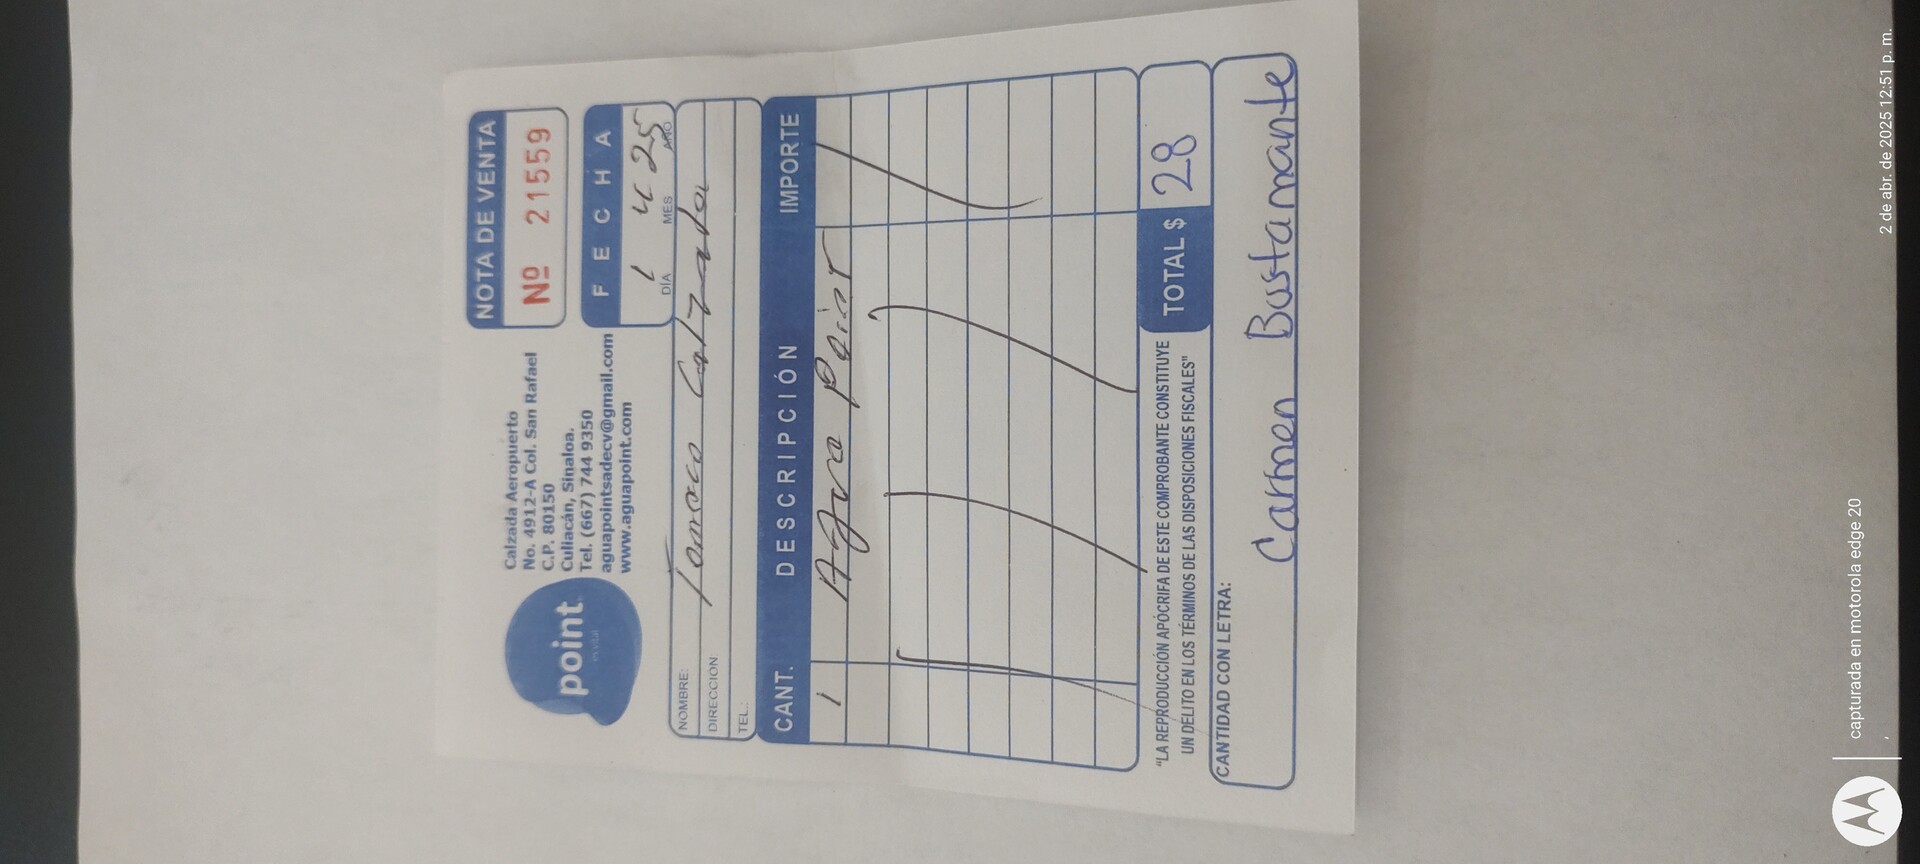 point
Calzada Aeropuerto
No. 4912-A Col. San Rafael
C.P. 80150
Culiacán, Sinaloa.
Tel. (667) 744 9350
aguapointsadecv@gmail.com
www.aguapoint.com
NOTA DE VENTA
Nº 21559
FECHA
1 4 25
DÍA MES AÑO
NOMBRE:
DIRECCION
TEL.:
CANT. DESCRIPCIÓN IMPORTE
1 Agua Point
"LA REPRODUCCIÓN APÓCRIFA DE ESTE COMPROBANTE CONSTITUYE
UN DELITO EN LOS TÉRMINOS DE LAS DISPOSICIONES FISCALES"
TOTAL $ 28
CANTIDAD CON LETRA:
Carmen Bustamante
capturada en motorola edge 20
2 de abr. de 2025 12:51 p. m.